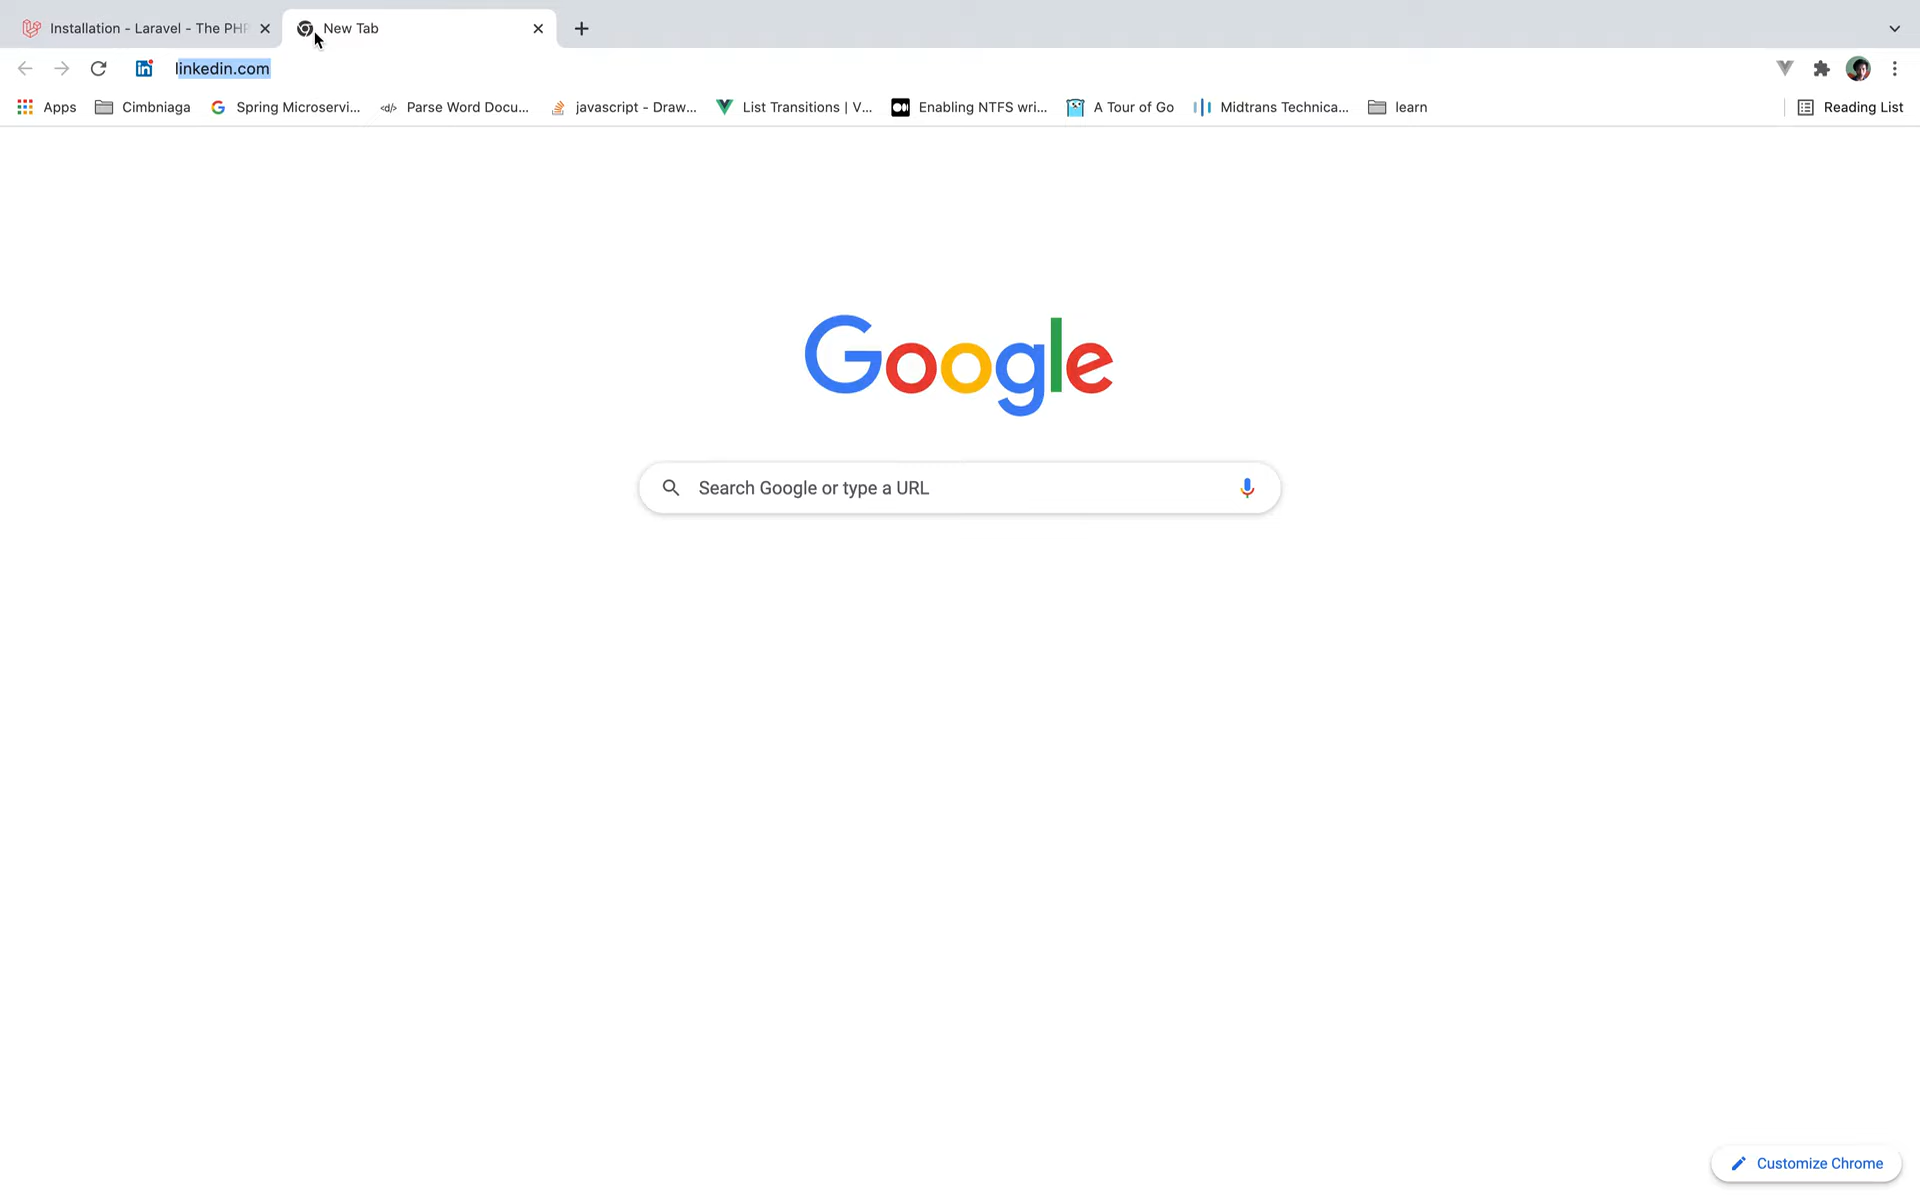 Installation - Laravel - The PHP
New Tab
linkedin.com
Apps
Cimbniaga
Spring Microservi...
Parse Word Docu...
javascript - Draw...
List Transitions | V...
Enabling NTFS wri...
A Tour of Go
Midtrans Technica...
learn
Reading List
Google
Search Google or type a URL
Customize Chrome